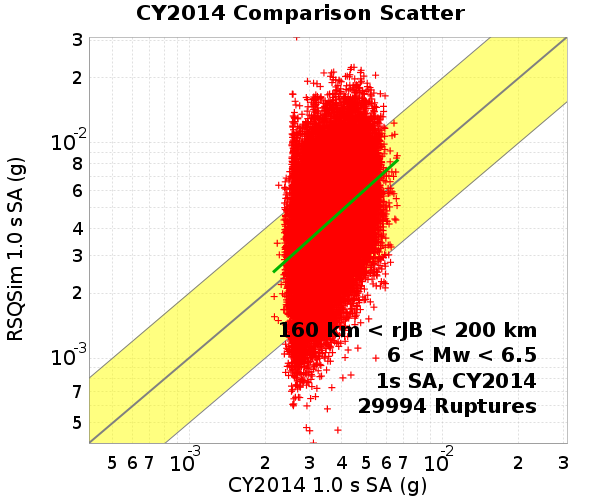 CY2014 Comparison Scatter
RSQSim 1.0 s SA (g)
3
2
10-2
8
6
4
3
2
10-3
7
5
160 km < rJB < 200 km
6 < Mw < 6.5
1s SA, CY2014
29994 Ruptures
5 6 7 10-3 2 3 4 5 6 7 10-2 2 3
CY2014 1.0 s SA (g)